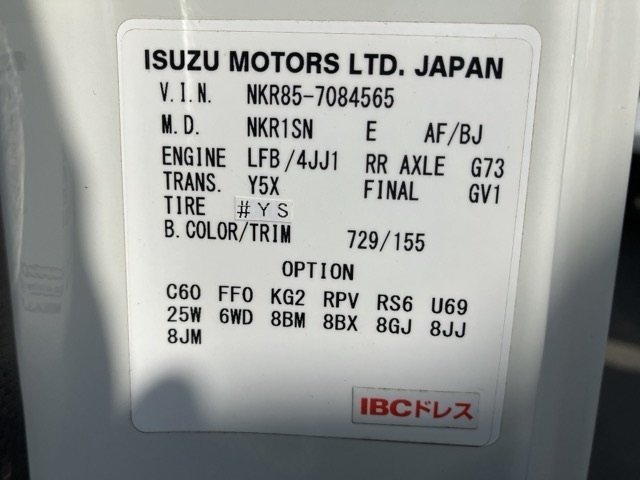 ISUZU MOTORS LTD. JAPAN
V.I.N. NKR85-7084565
M.D. NKR1SN E AF/BJ
ENGINE LFB/4JJ1 RR AXLE G73
TRANS. Y5X FINAL GV1
TIRE #YS
B.COLOR/TRIM 729/155
OPTION
C60 FF0 KG2 RPV RS6 U69
25W 6WD 8BM 8BX 8GJ 8JJ
8JM
IBCドレス